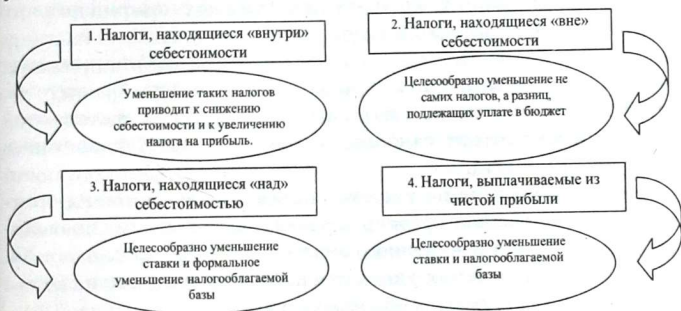 1. Налоги, находящиеся «внутри»
себестоимости
Уменьшение таких налогов
приводит к снижению
себестоимости и к увеличению
налога на прибыль.
2. Налоги, находящиеся «вне»
себестоимости
Целесообразно уменьшение не
самих налогов, а разниц,
подлежащих уплате в бюджет
3. Налоги, находящиеся «над»
себестоимостью
Целесообразно уменьшение
ставки и формальное
уменьшение налогооблагаемой
базы
4. Налоги, выплачиваемые из
чистой прибыли
Целесообразно уменьшение
ставки и налогооблагаемой
базы